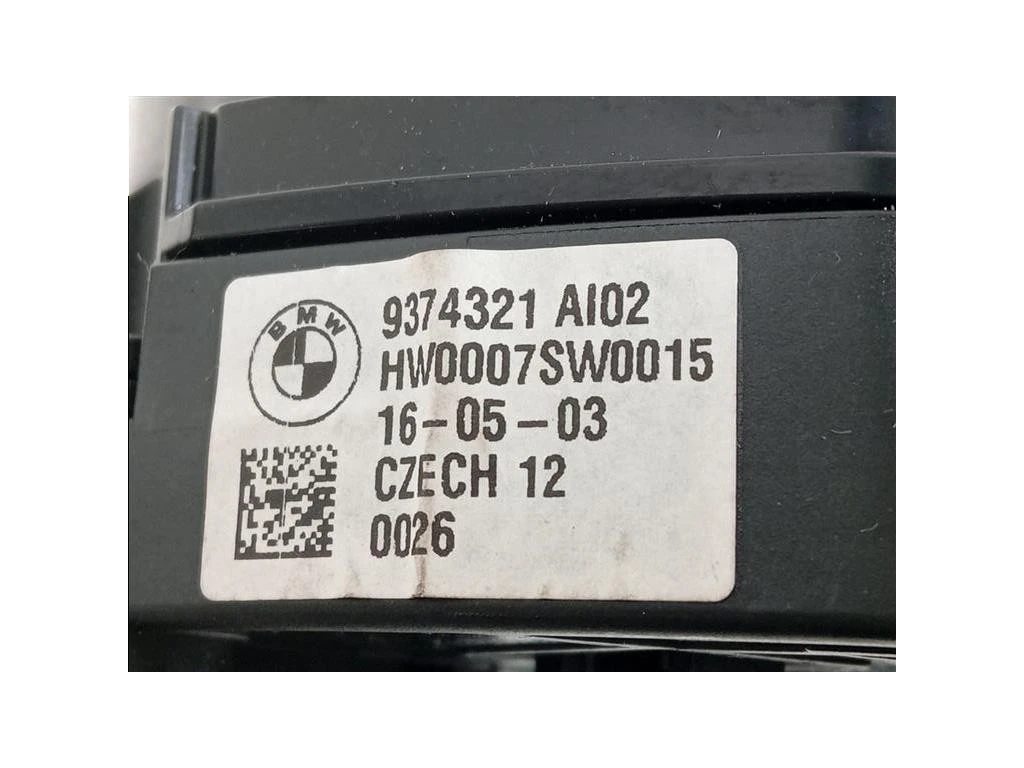 BMW
9374321 AI02
HW0007SW0015
16-05-03
CZECH 12
0026